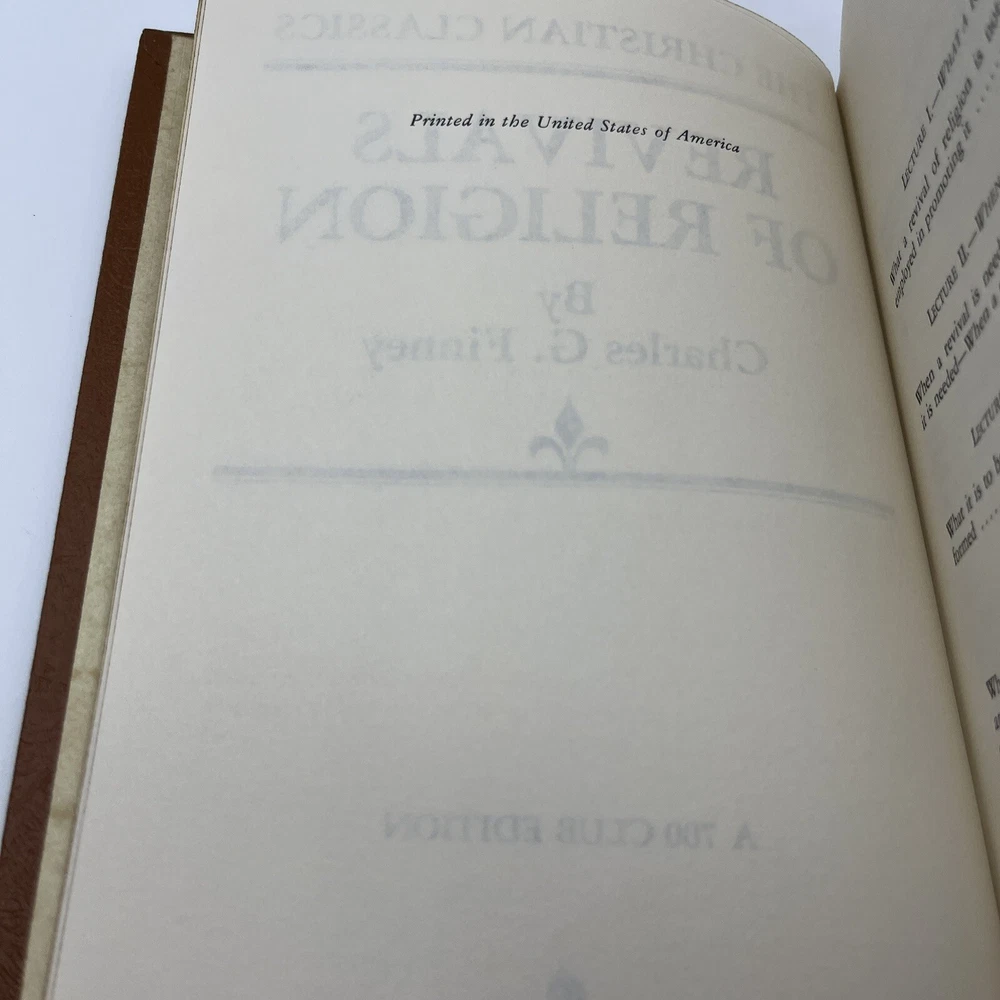 Printed in the United States of America
THE CHRISTIAN CLASSICS
REVIVALS
OF RELIGION
By
Charles G. Finney
A 700 CLUB EDITION
LECTURE I.—WHAT A
What a revival of religion is
employed in promoting it
LECTURE II.—WHEN
When a revival is
it is needed—When a
What it is to
formed ....